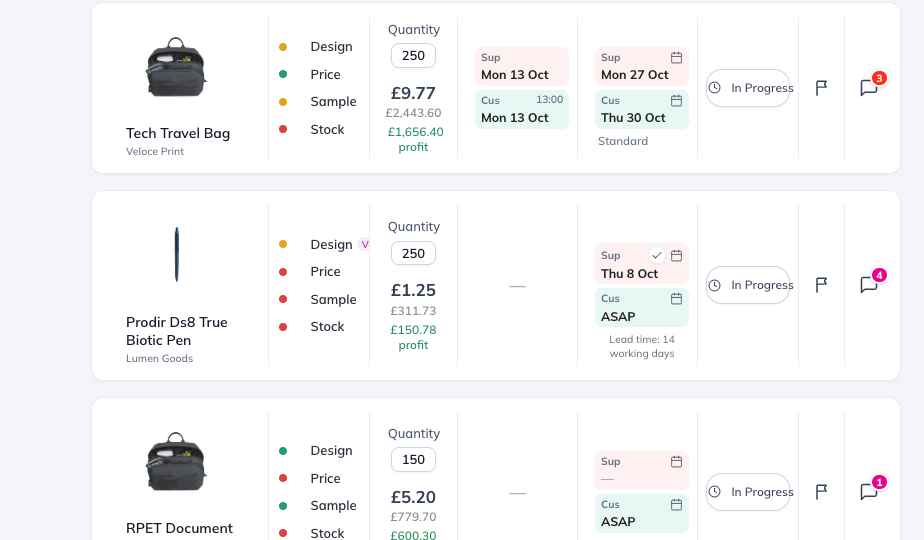 Tech Travel Bag
Veloce Print
Design
Price
Sample
Stock
Quantity
250
£9.77
£2,443.60
£1,656.40
profit
Sup
Mon 13 Oct
Cus 13:00
Mon 13 Oct
Sup
Mon 27 Oct
Cus
Thu 30 Oct
Standard
In Progress
3
Prodir Ds8 True
Biotic Pen
Lumen Goods
Design V
Price
Sample
Stock
Quantity
250
£1.25
£311.73
£150.78
profit
—
Sup
Thu 8 Oct
Cus
ASAP
Lead time: 14
working days
In Progress
4
RPET Document
Design
Price
Sample
Stock
Quantity
150
£5.20
£779.70
£600.30
—
Sup
—
Cus
ASAP
In Progress
1